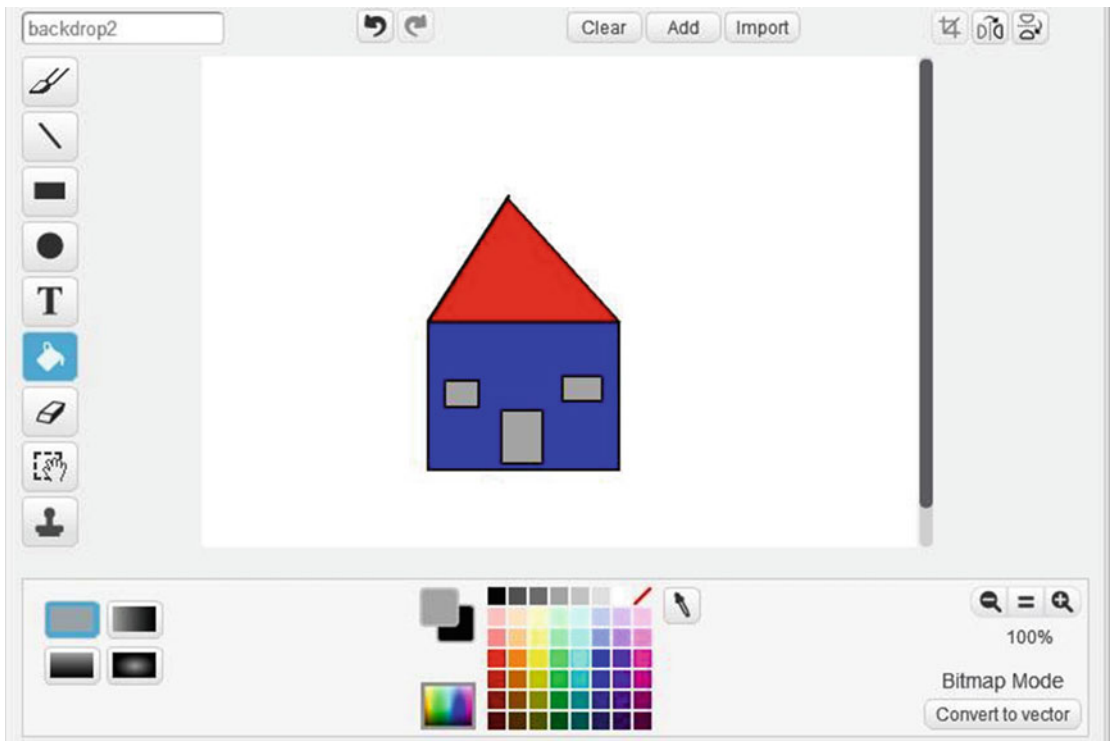 backdrop2
Clear
Add
Import
T
100%
Bitmap Mode
Convert to vector